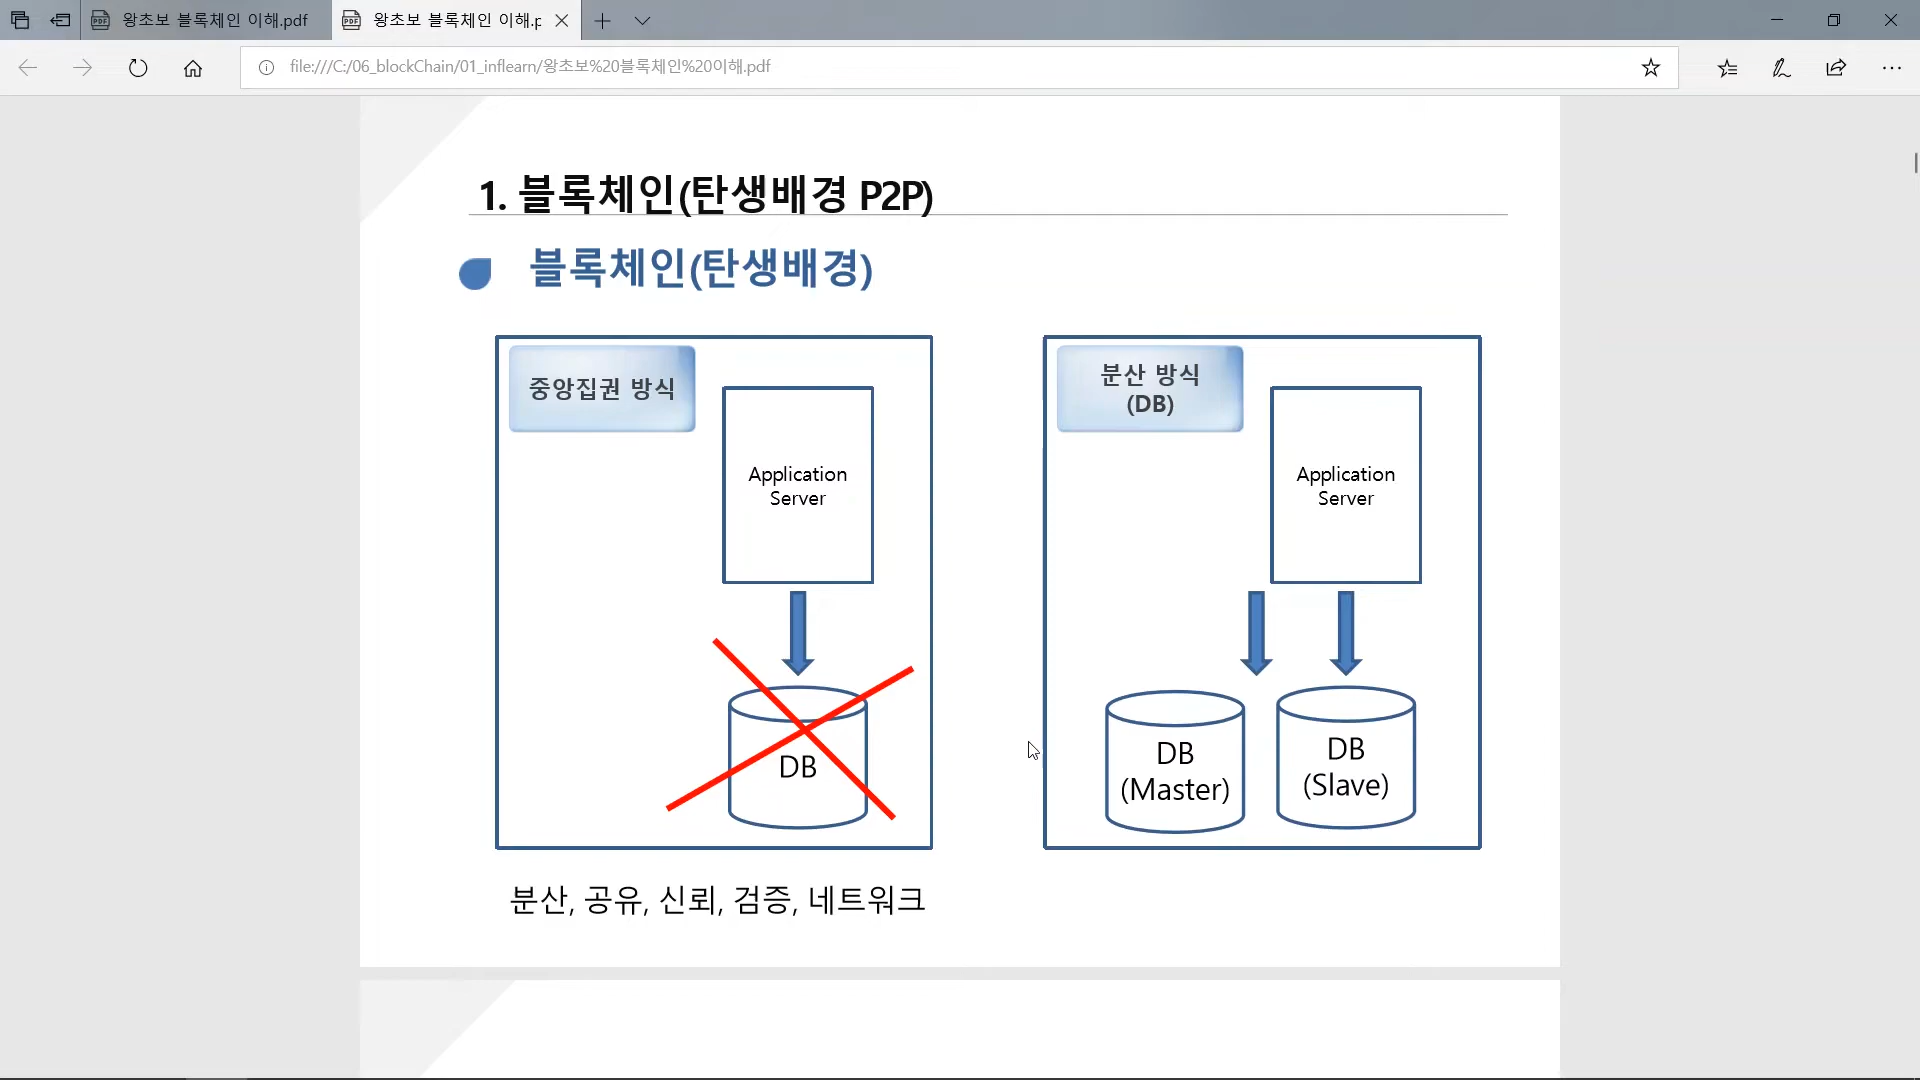 왕초보 블록체인 이해.pdf
왕초보 블록체인 이해.p
file:///C:/06_blockChain/01_inflearn/왕초보%20블록체인%20이해.pdf
1. 블록체인(탄생배경 P2P)
블록체인(탄생배경)
중앙집권 방식
Application
Server
DB
분산 방식
(DB)
Application
Server
DB
(Master)
DB
(Slave)
분산, 공유, 신뢰, 검증, 네트워크